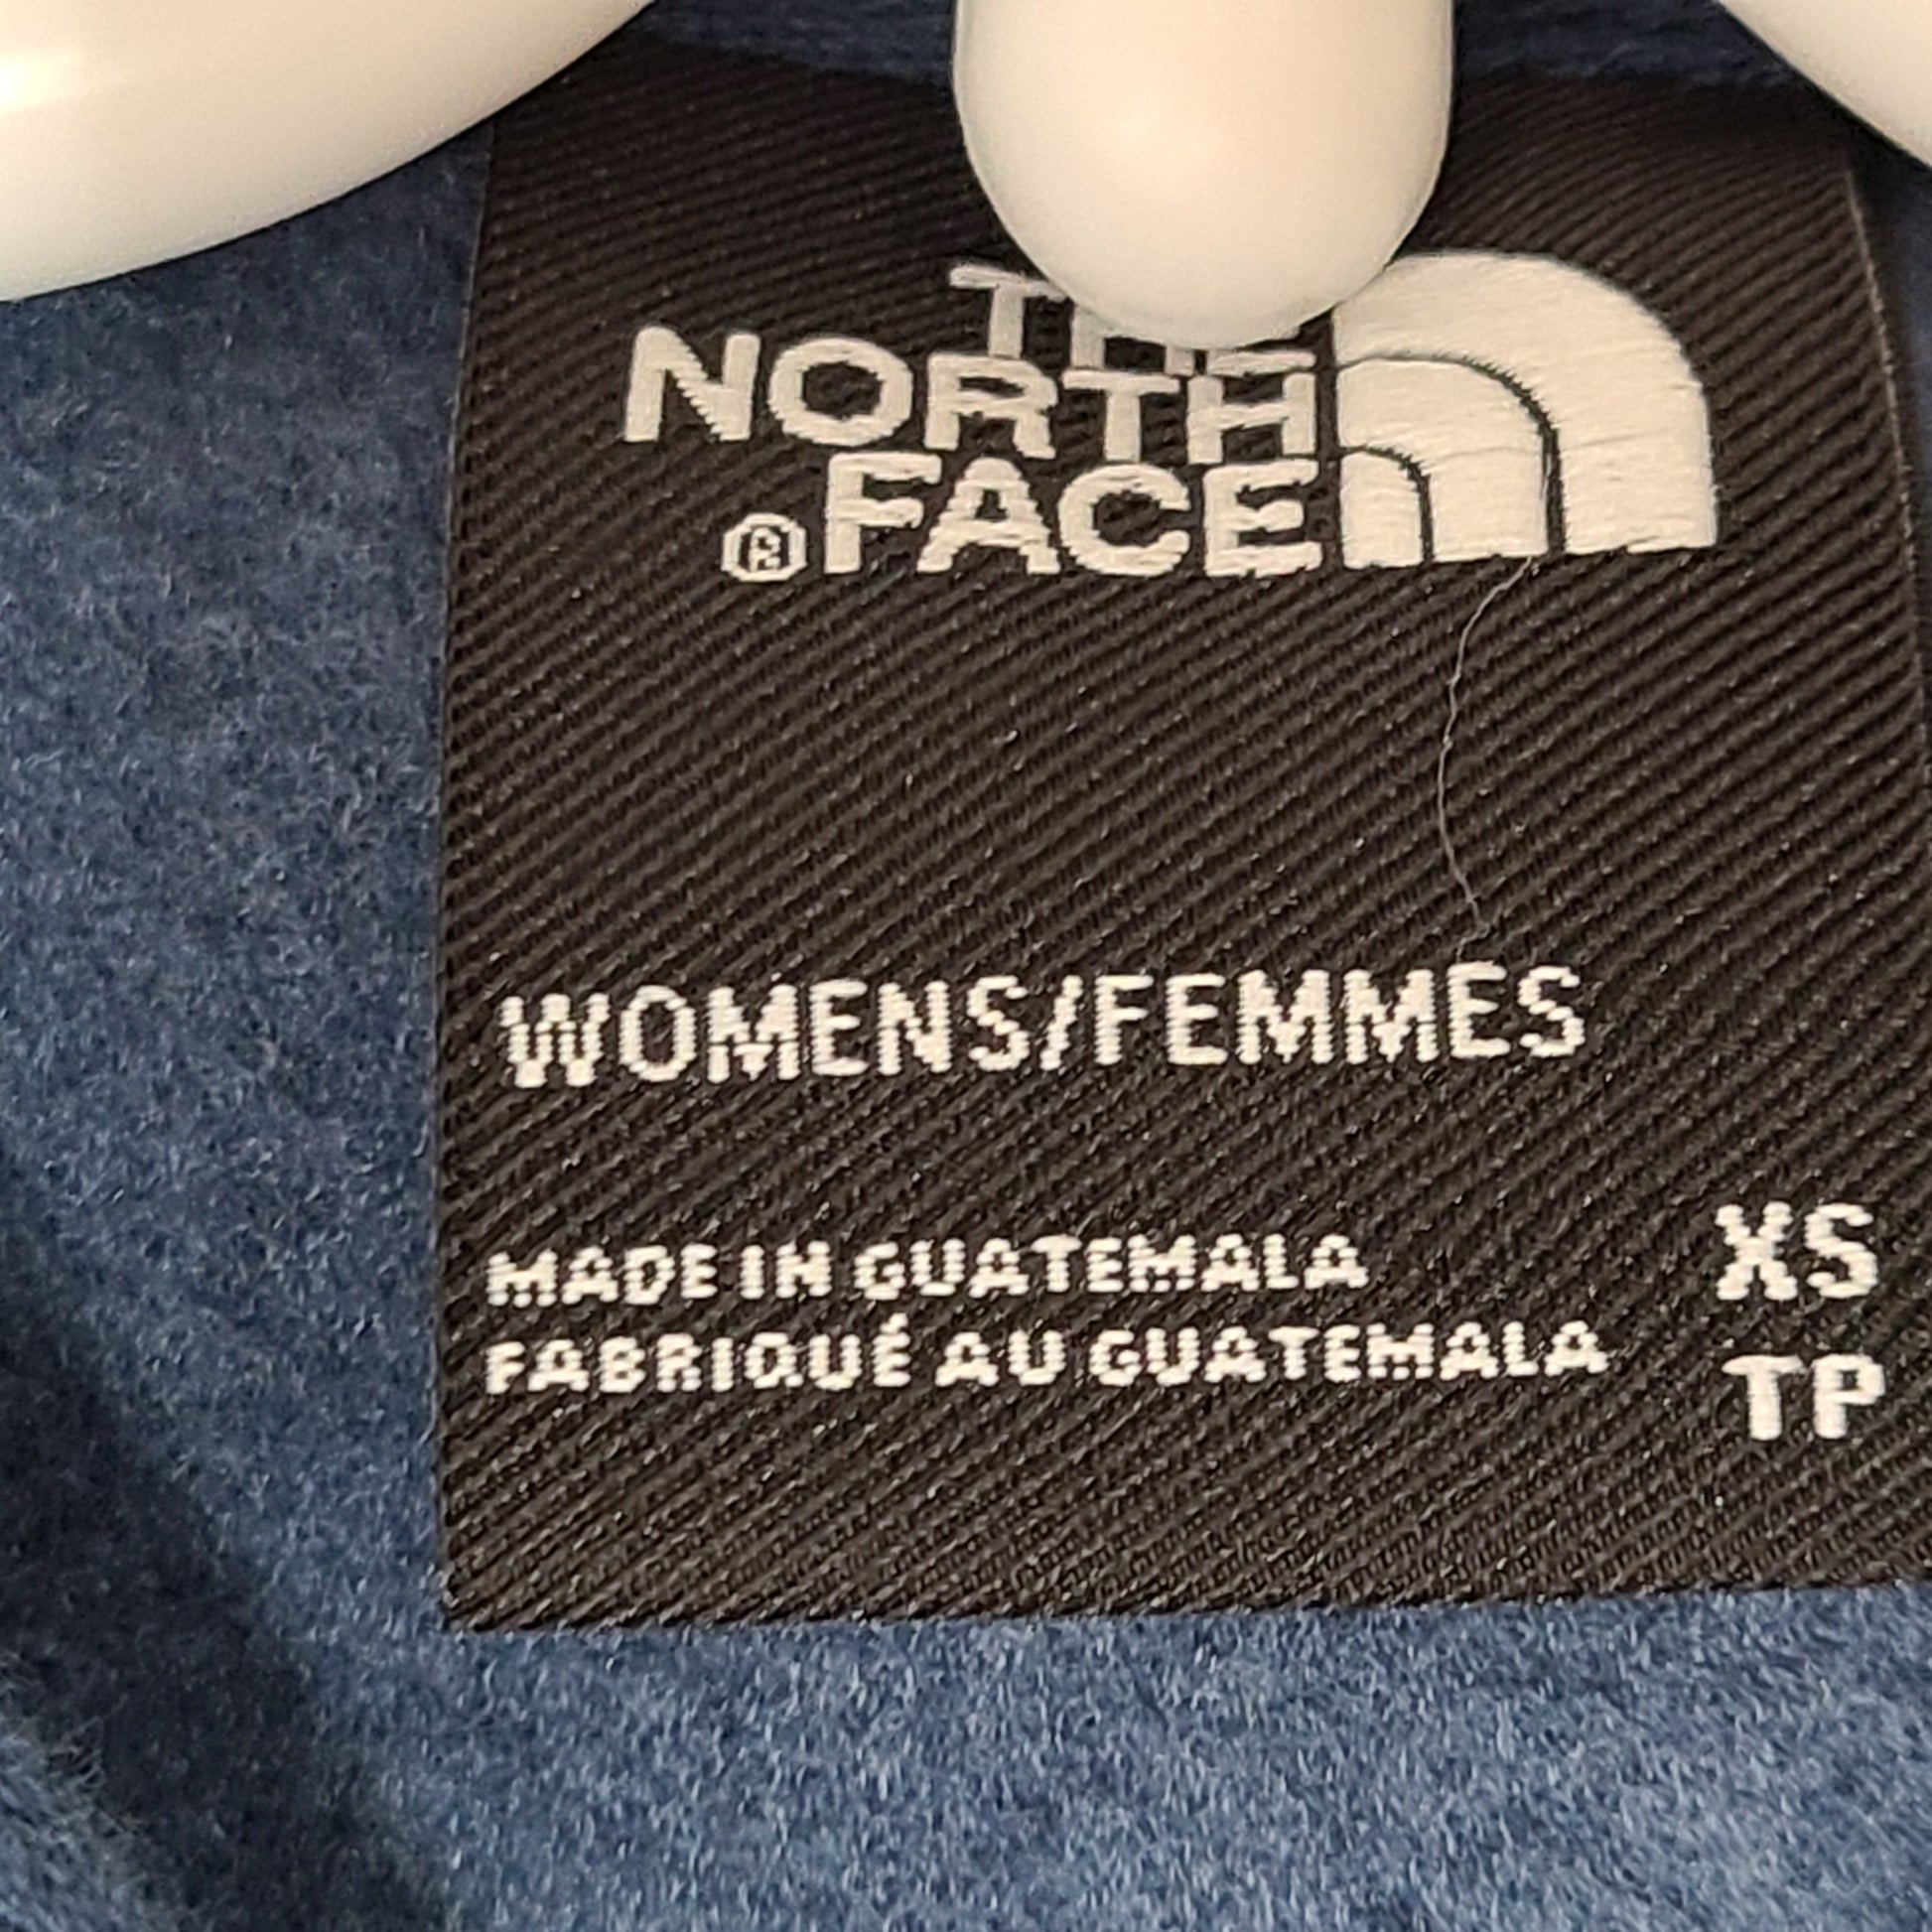 THE
NORTH
® FACE
WOMENS/FEMMES
MADE IN GUATEMALA
FABRIQUÉ AU GUATEMALA
XS
TP